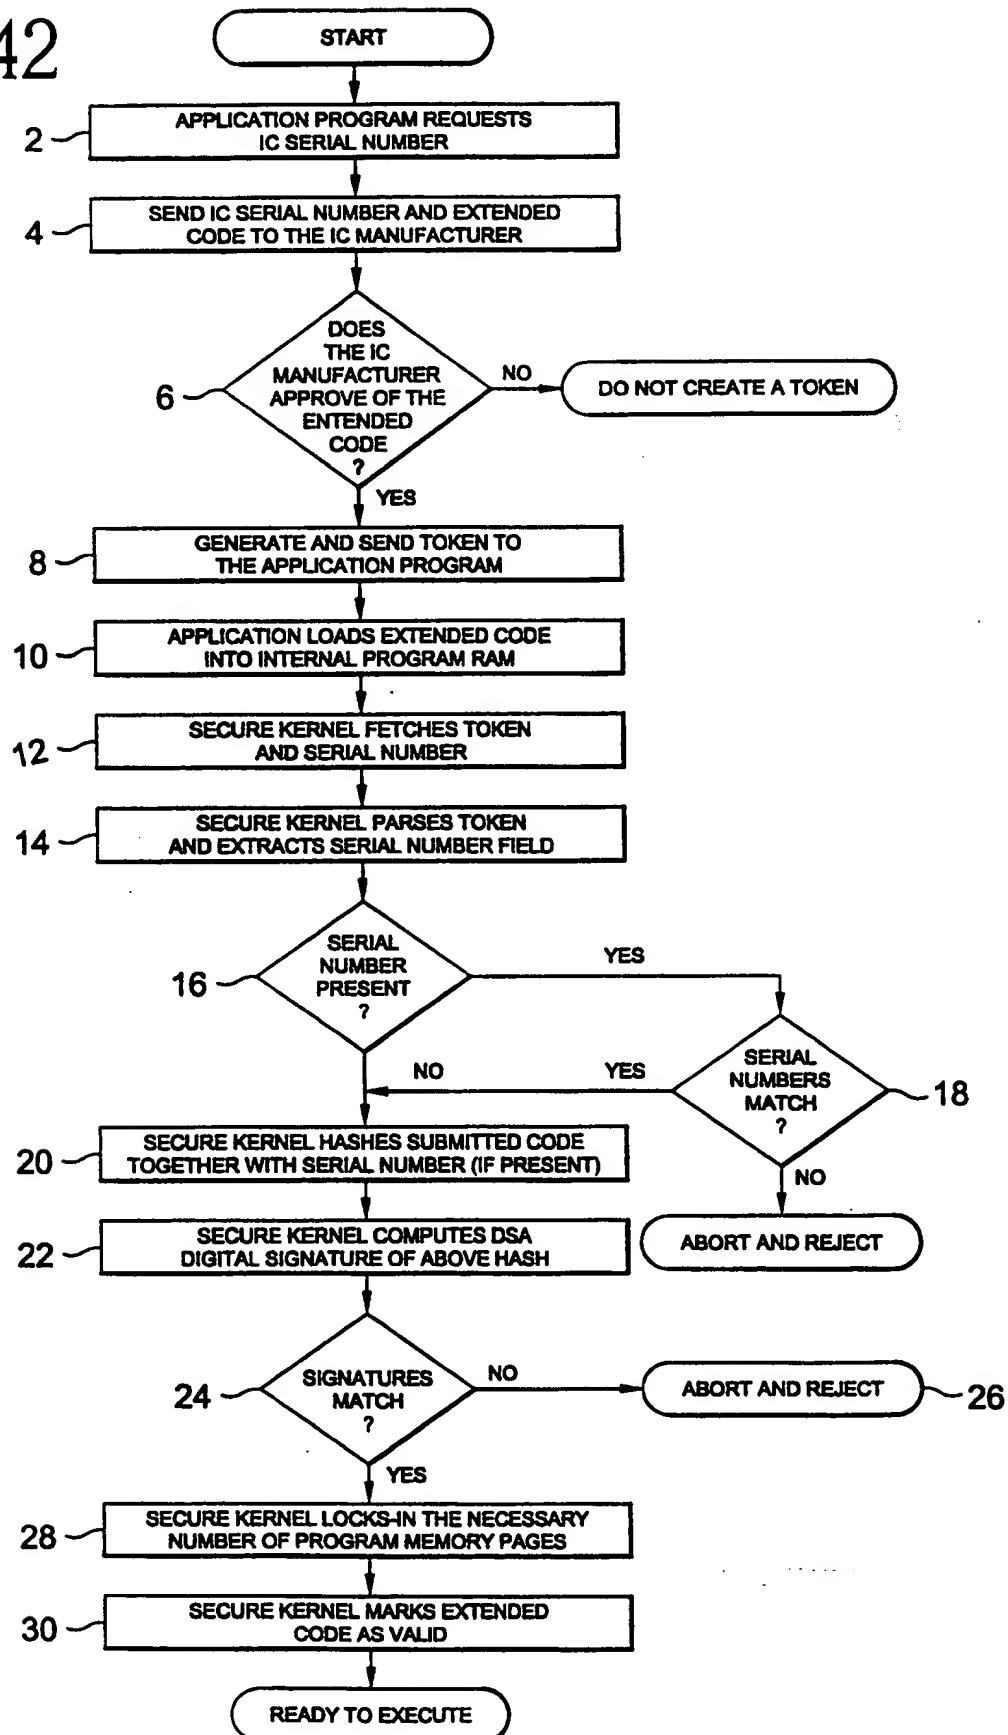 42
START
2
APPLICATION PROGRAM REQUESTS
IC SERIAL NUMBER
4
SEND IC SERIAL NUMBER AND EXTENDED
CODE TO THE IC MANUFACTURER
6
DOES
THE IC
MANUFACTURER
APPROVE OF THE
ENTENDED
CODE
?
NO
DO NOT CREATE A TOKEN
YES
8
GENERATE AND SEND TOKEN TO
THE APPLICATION PROGRAM
10
APPLICATION LOADS EXTENDED CODE
INTO INTERNAL PROGRAM RAM
12
SECURE KERNEL FETCHES TOKEN
AND SERIAL NUMBER
14
SECURE KERNEL PARSES TOKEN
AND EXTRACTS SERIAL NUMBER FIELD
16
SERIAL
NUMBER
PRESENT
?
YES
NO
YES
SERIAL
NUMBERS
MATCH
?
18
NO
ABORT AND REJECT
20
SECURE KERNEL HASHES SUBMITTED CODE
TOGETHER WITH SERIAL NUMBER (IF PRESENT)
22
SECURE KERNEL COMPUTES DSA
DIGITAL SIGNATURE OF ABOVE HASH
24
SIGNATURES
MATCH
?
NO
ABORT AND REJECT
26
YES
28
SECURE KERNEL LOCKS-IN THE NECESSARY
NUMBER OF PROGRAM MEMORY PAGES
30
SECURE KERNEL MARKS EXTENDED
CODE AS VALID
READY TO EXECUTE